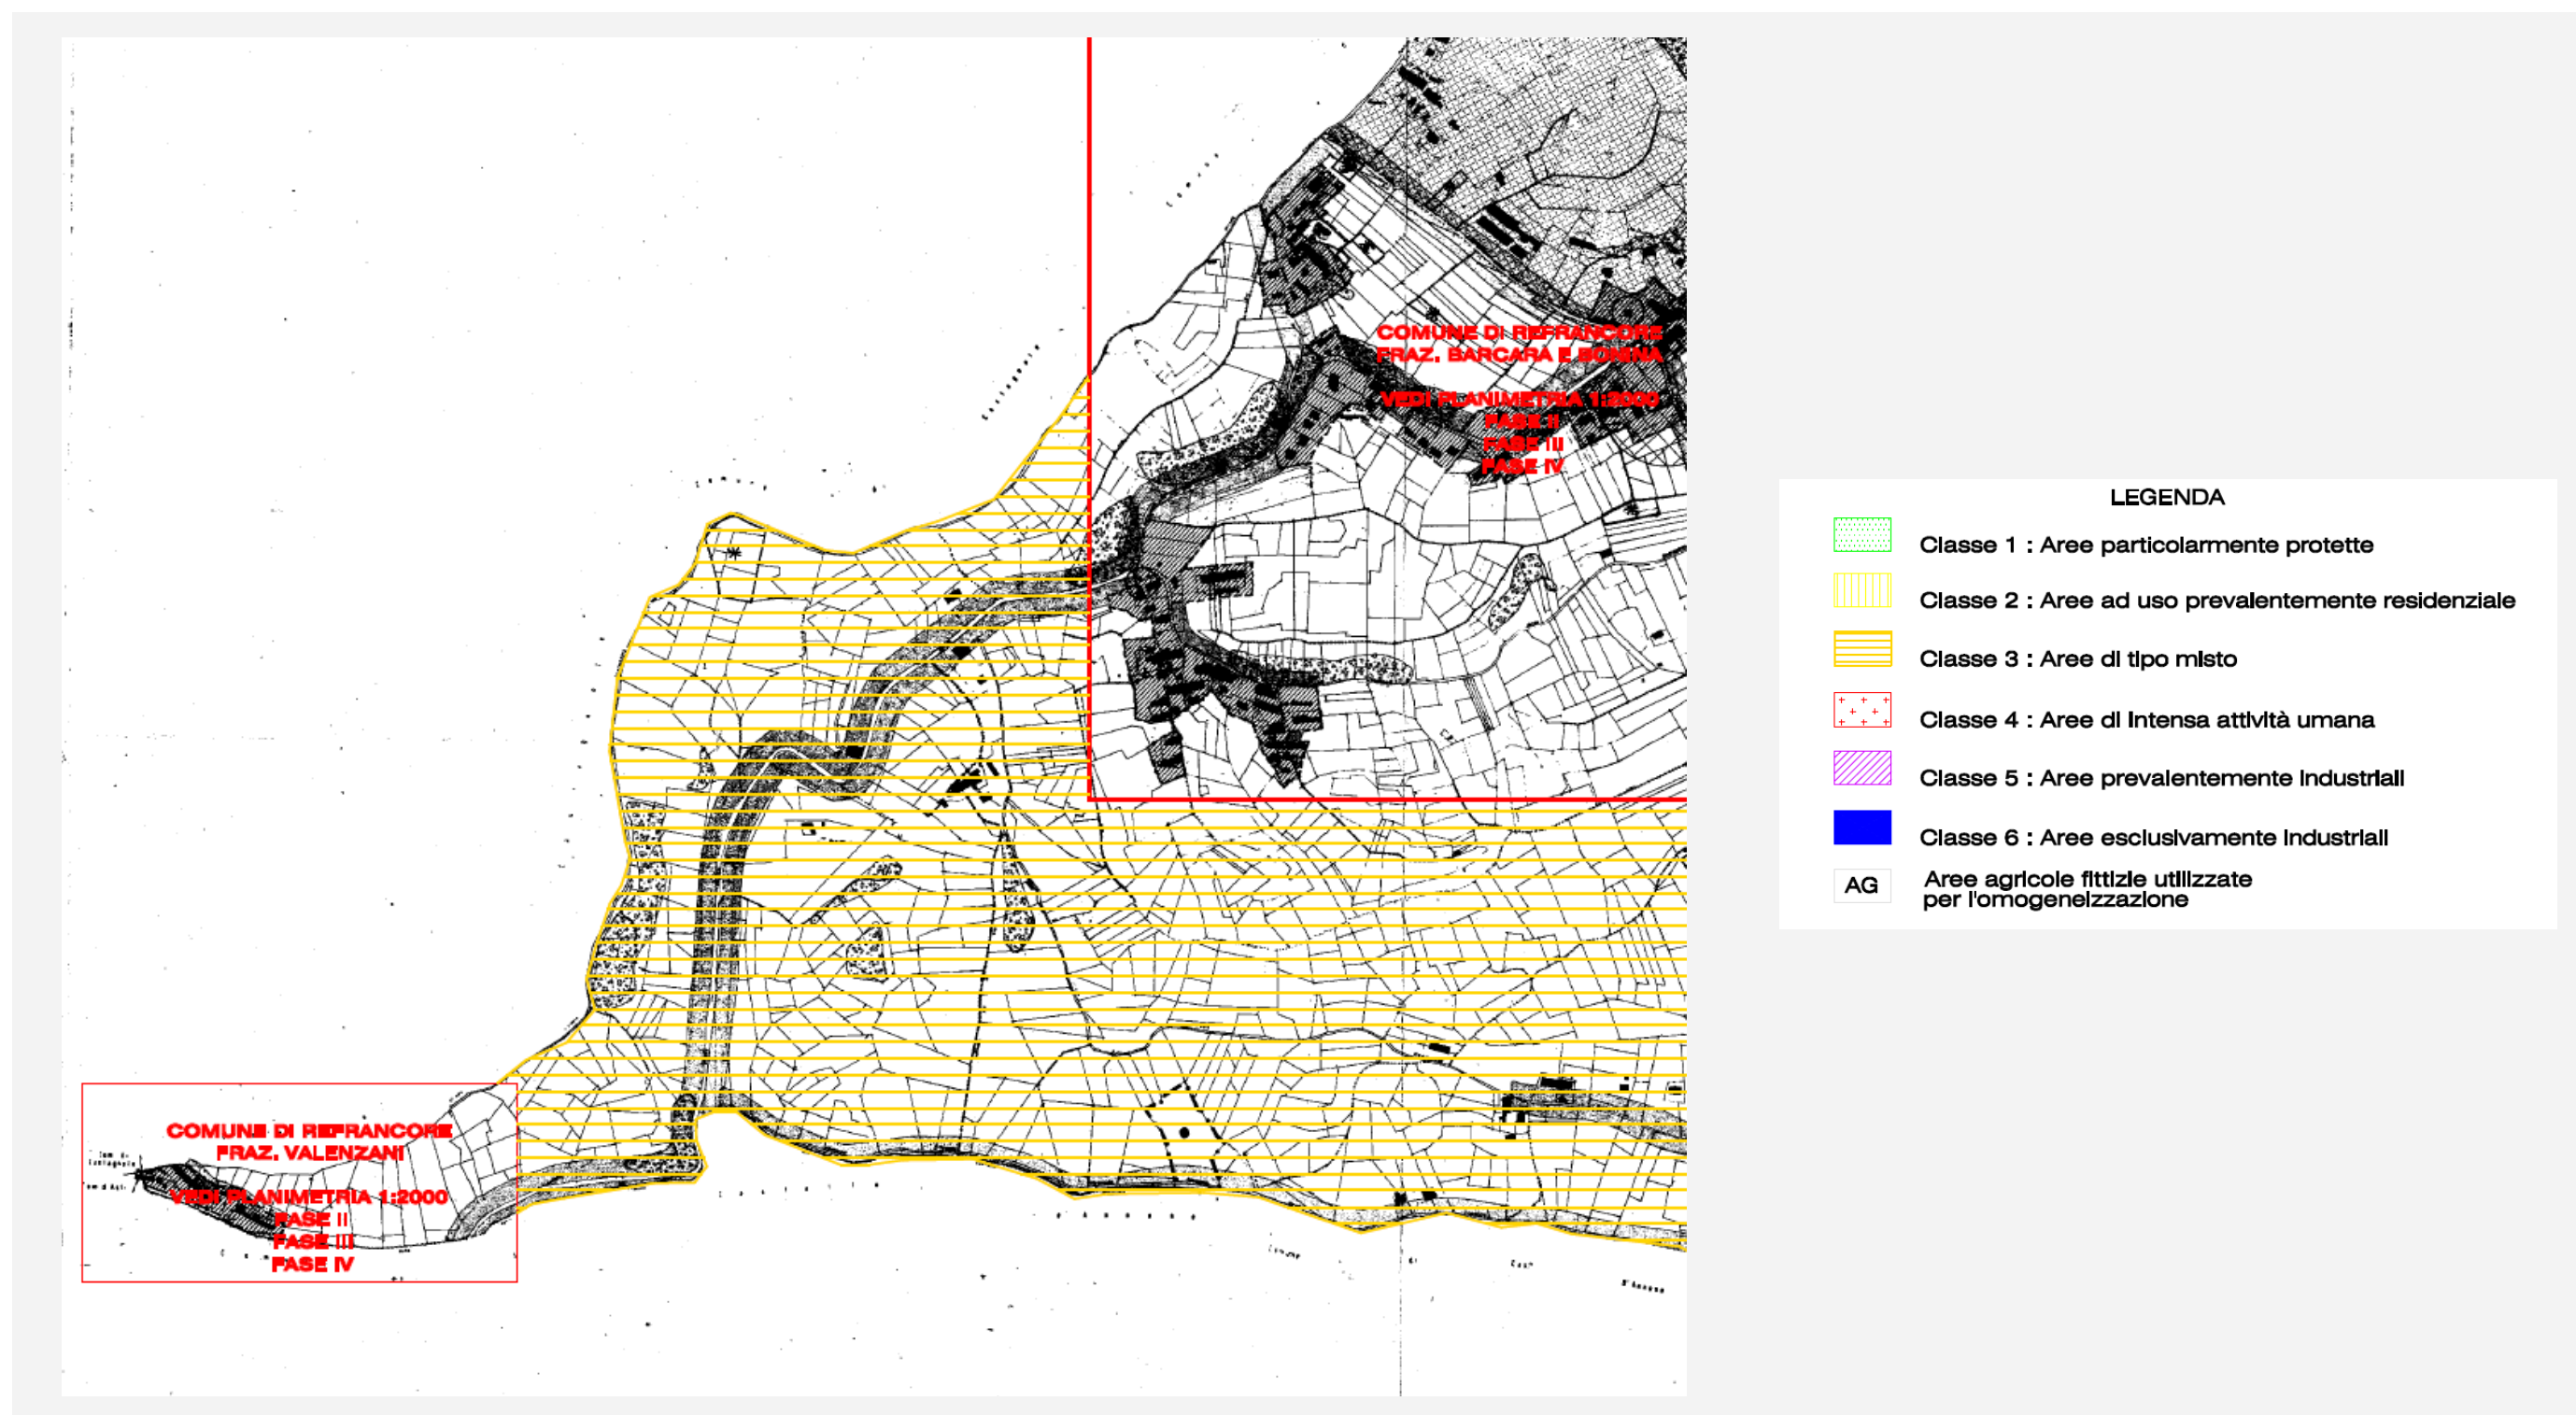 COMUNE DI REFRANCORE
FRAZ. BARCARA E BONINA
VEDI PLANIMETRIA 1:2000
FASE II
FASE III
FASE IV
COMUNE DI REFRANCORE
FRAZ. VALENZANI
VEDI PLANIMETRIA 1:2000
FASE II
FASE III
FASE IV
Comune
di
D'Annone
LEGENDA
Classe 1 : Aree particolarmente protette
Classe 2 : Aree ad uso prevalentemente residenziale
Classe 3 : Aree di tipo misto
Classe 4 : Aree di intensa attività umana
Classe 5 : Aree prevalentemente industriali
Classe 6 : Aree esclusivamente industriali
AG Aree agricole fittizie utilizzate
per l'omogeneizzazione